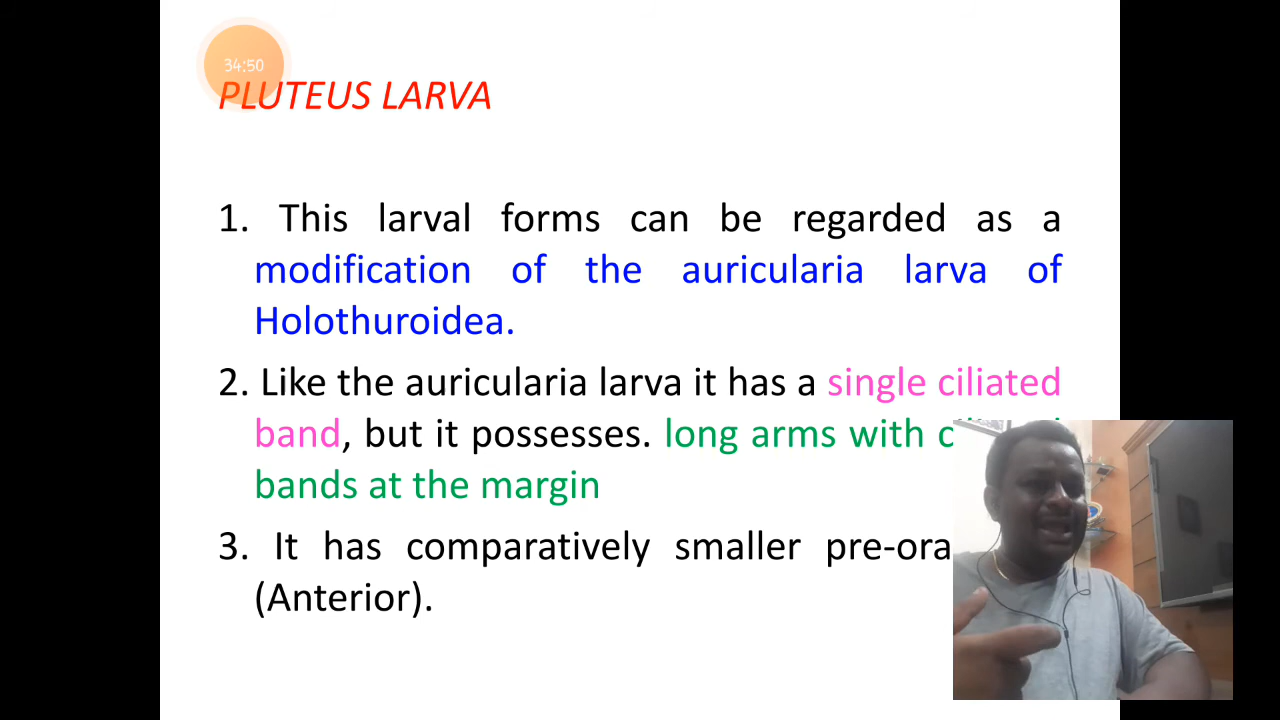 34:50
PLUTEUS LARVA
1. This larval forms can be regarded as a
modification of the auricularia larva of
Holothuroidea.
2. Like the auricularia larva it has a single ciliated
band, but it possesses. long arms with
bands at the margin
3. It has comparatively smaller
(Anterior).